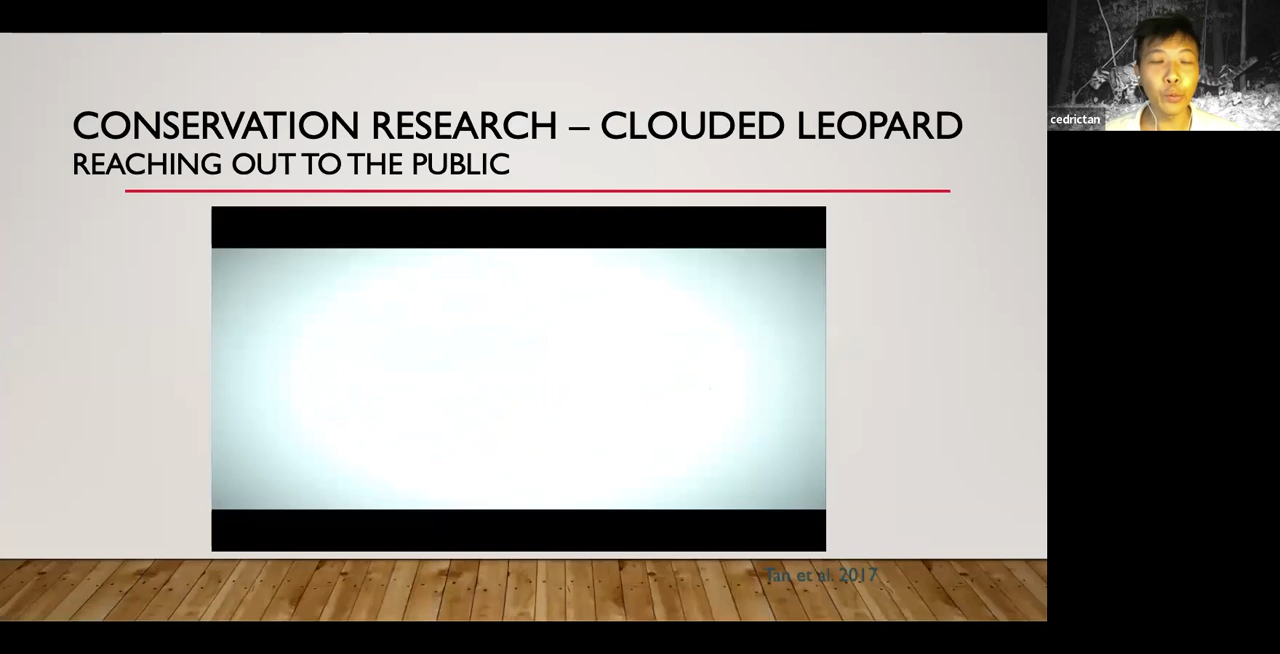 CONSERVATION RESEARCH – CLOUDED LEOPARD
REACHING OUT TO THE PUBLIC
cedrictan
Tan et al. 2017